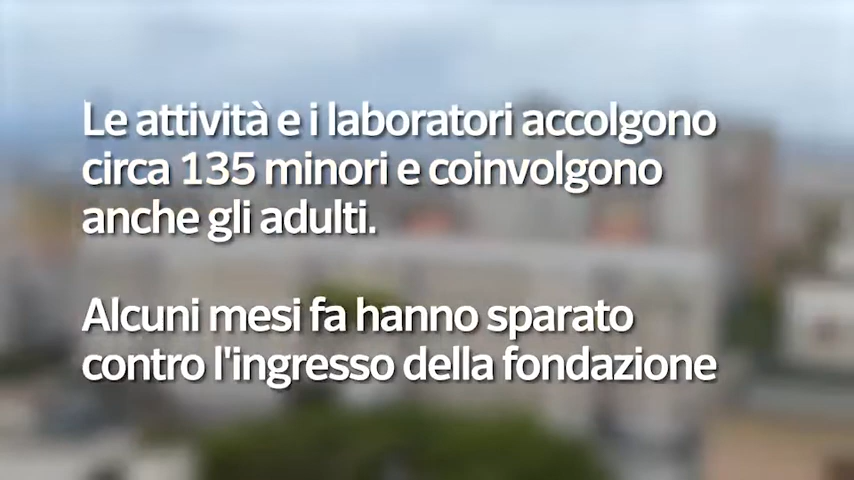 Le attività e i laboratori accolgono
circa 135 minori e coinvolgono
anche gli adulti.
Alcuni mesi fa hanno sparato
contro l'ingresso della fondazione